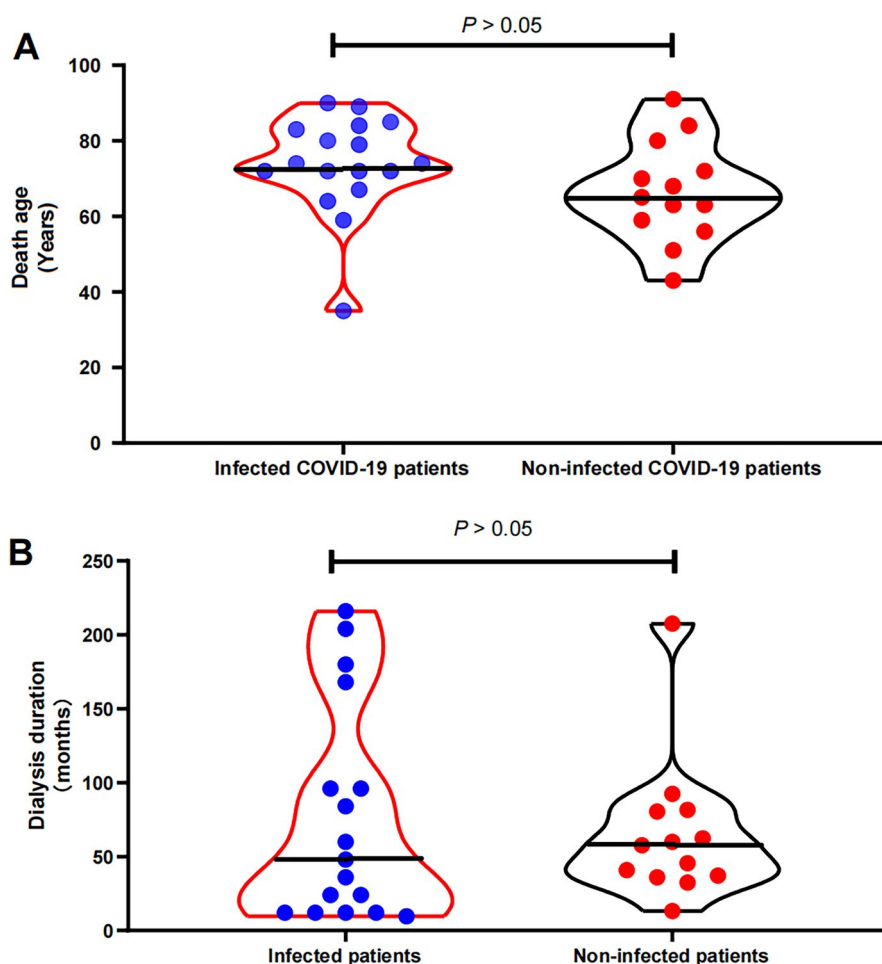 A
P > 0.05
Death age
(Years)
100
80
60
40
20
0
Infected COVID-19 patients
Non-infected COVID-19 patients
B
P > 0.05
Dialysis duration
(months)
250
200
150
100
50
0
Infected patients
Non-infected patients